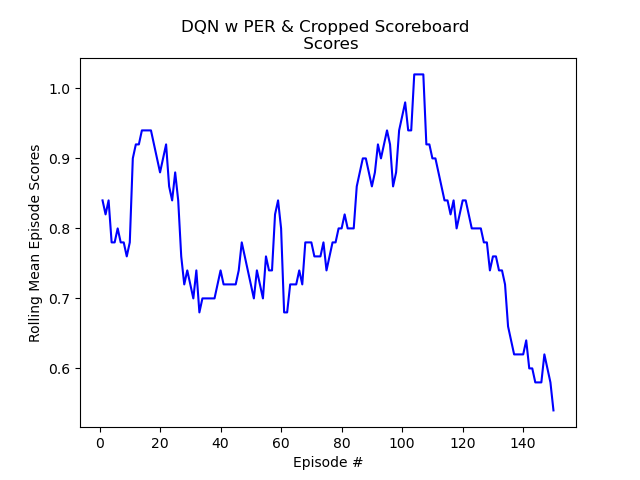 DQN w PER & Cropped Scoreboard
Scores
Rolling Mean Episode Scores
1.0
0.9
0.8
0.7
0.6
0 20 40 60 80 100 120 140
Episode #